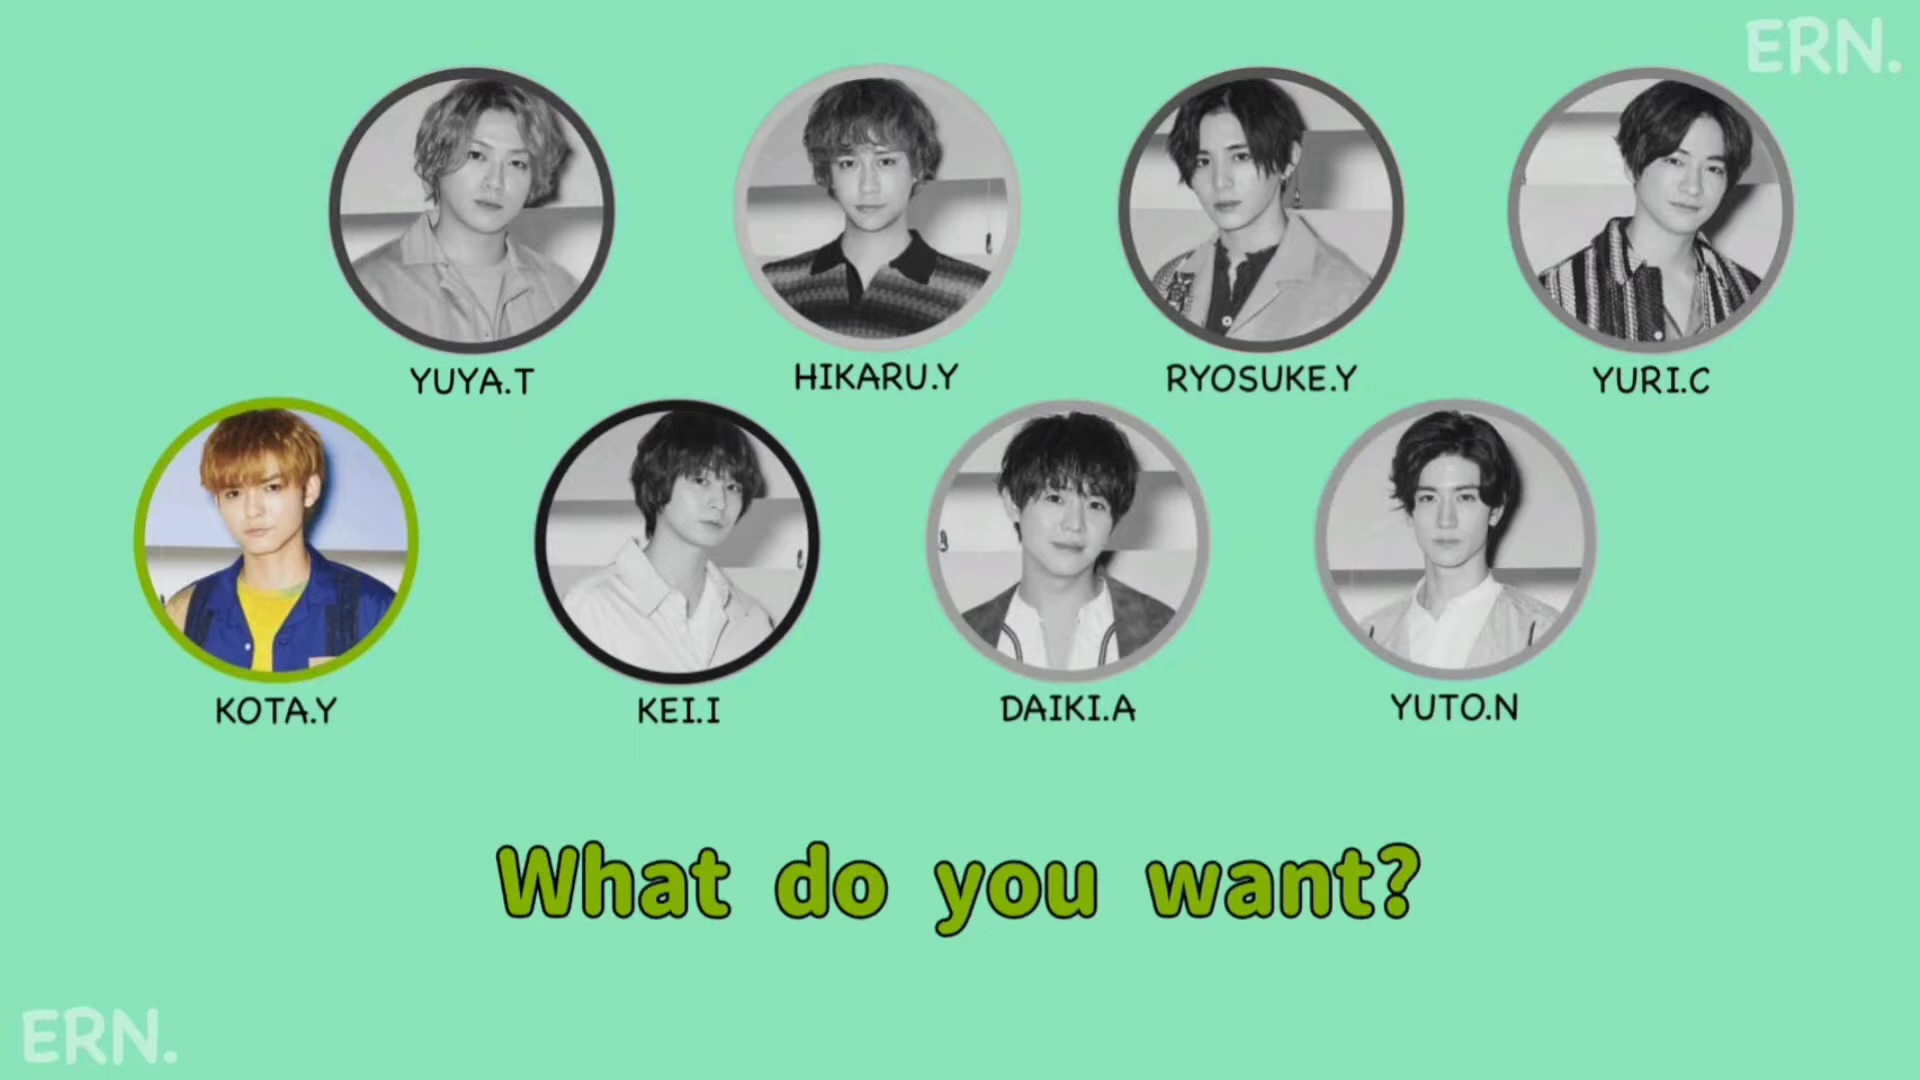 ERN.
YUYA.T
HIKARU.Y
RYOSUKE.Y
YURI.C
KOTA.Y
KEI.I
DAIKI.A
YUTO.N
What do you want?
ERN.